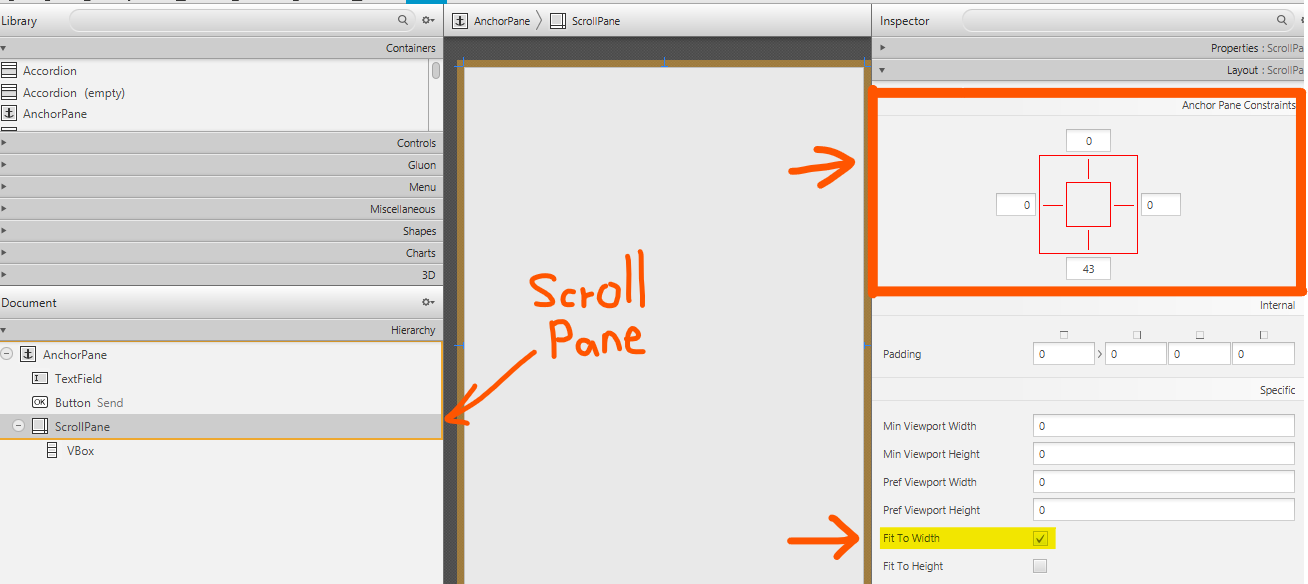 Library
Containers
Accordion
Accordion (empty)
AnchorPane
Controls
Gluon
Menu
Miscellaneous
Shapes
Charts
3D
Document
Hierarchy
AnchorPane
TextField
OK Button Send
ScrollPane
VBox
AnchorPane ScrollPane
Scroll
Pane
Inspector
Properties : ScrollPa
Layout : ScrollPa
Anchor Pane Constraints
0
0 0
43
Internal
Padding 0 0 0 0
Specific
Min Viewport Width 0
Min Viewport Height 0
Pref Viewport Width 0
Pref Viewport Height 0
Fit To Width
Fit To Height